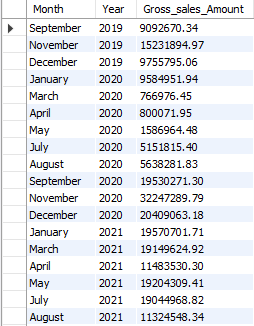 Month Year Gross_sales_Amount
September 2019 9092670.34
November 2019 15231894.97
December 2019 9755795.06
January 2020 9584951.94
March 2020 766976.45
April 2020 800071.95
May 2020 1586964.48
July 2020 5151815.40
August 2020 5638281.83
September 2020 19530271.30
November 2020 32247289.79
December 2020 20409063.18
January 2021 19570701.71
March 2021 19149624.92
April 2021 11483530.30
May 2021 19204309.41
July 2021 19044968.82
August 2021 11324548.34